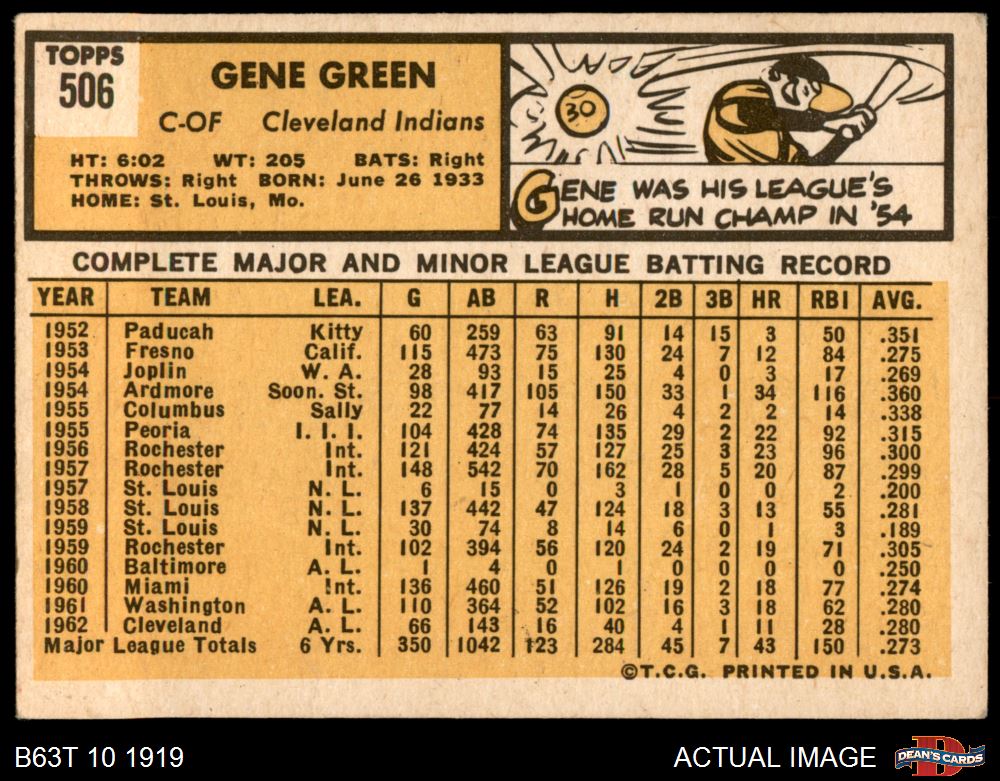 TOPPS
506
GENE GREEN
C-OF Cleveland Indians
HT: 6:02 WT: 205 BATS: Right
THROWS: Right BORN: June 26 1933
HOME: St. Louis, Mo.
30
GENE WAS HIS LEAGUE'S
HOME RUN CHAMP IN '54
COMPLETE MAJOR AND MINOR LEAGUE BATTING RECORD
YEAR TEAM LEA. G AB R H 2B 3B HR RBI AVG.
1952 Paducah Kitty 60 259 63 91 14 15 3 50 .351
1953 Fresno Calif. 115 473 75 130 24 7 12 84 .275
1954 Joplin W. A. 28 93 15 25 4 0 3 17 .269
1954 Ardmore Soon. St. 98 417 105 150 33 1 34 116 .360
1955 Columbus Sally 22 77 14 26 4 2 2 14 .338
1955 Peoria I. I. I. 104 428 74 135 29 2 22 92 .315
1956 Rochester Int. 121 424 57 127 25 3 23 96 .300
1957 Rochester Int. 148 542 70 162 28 5 20 87 .299
1957 St. Louis N. L. 6 15 0 3 1 0 0 2 .200
1958 St. Louis N. L. 137 442 47 124 18 3 13 55 .281
1959 St. Louis N. L. 30 74 8 14 6 0 1 3 .189
1959 Rochester Int. 102 394 56 120 24 2 19 71 .305
1960 Baltimore A. L. 1 4 0 1 0 0 0 0 .250
1960 Miami Int. 136 460 51 126 19 2 18 77 .274
1961 Washington A. L. 110 364 52 102 16 3 18 62 .280
1962 Cleveland A. L. 66 143 16 40 4 1 11 28 .280
Major League Totals 6 Yrs. 350 1042 123 284 45 7 43 150 .273
©T.C.G. PRINTED IN U.S.A.
B63T 10 1919 ACTUAL IMAGE DEAN'S CARDS